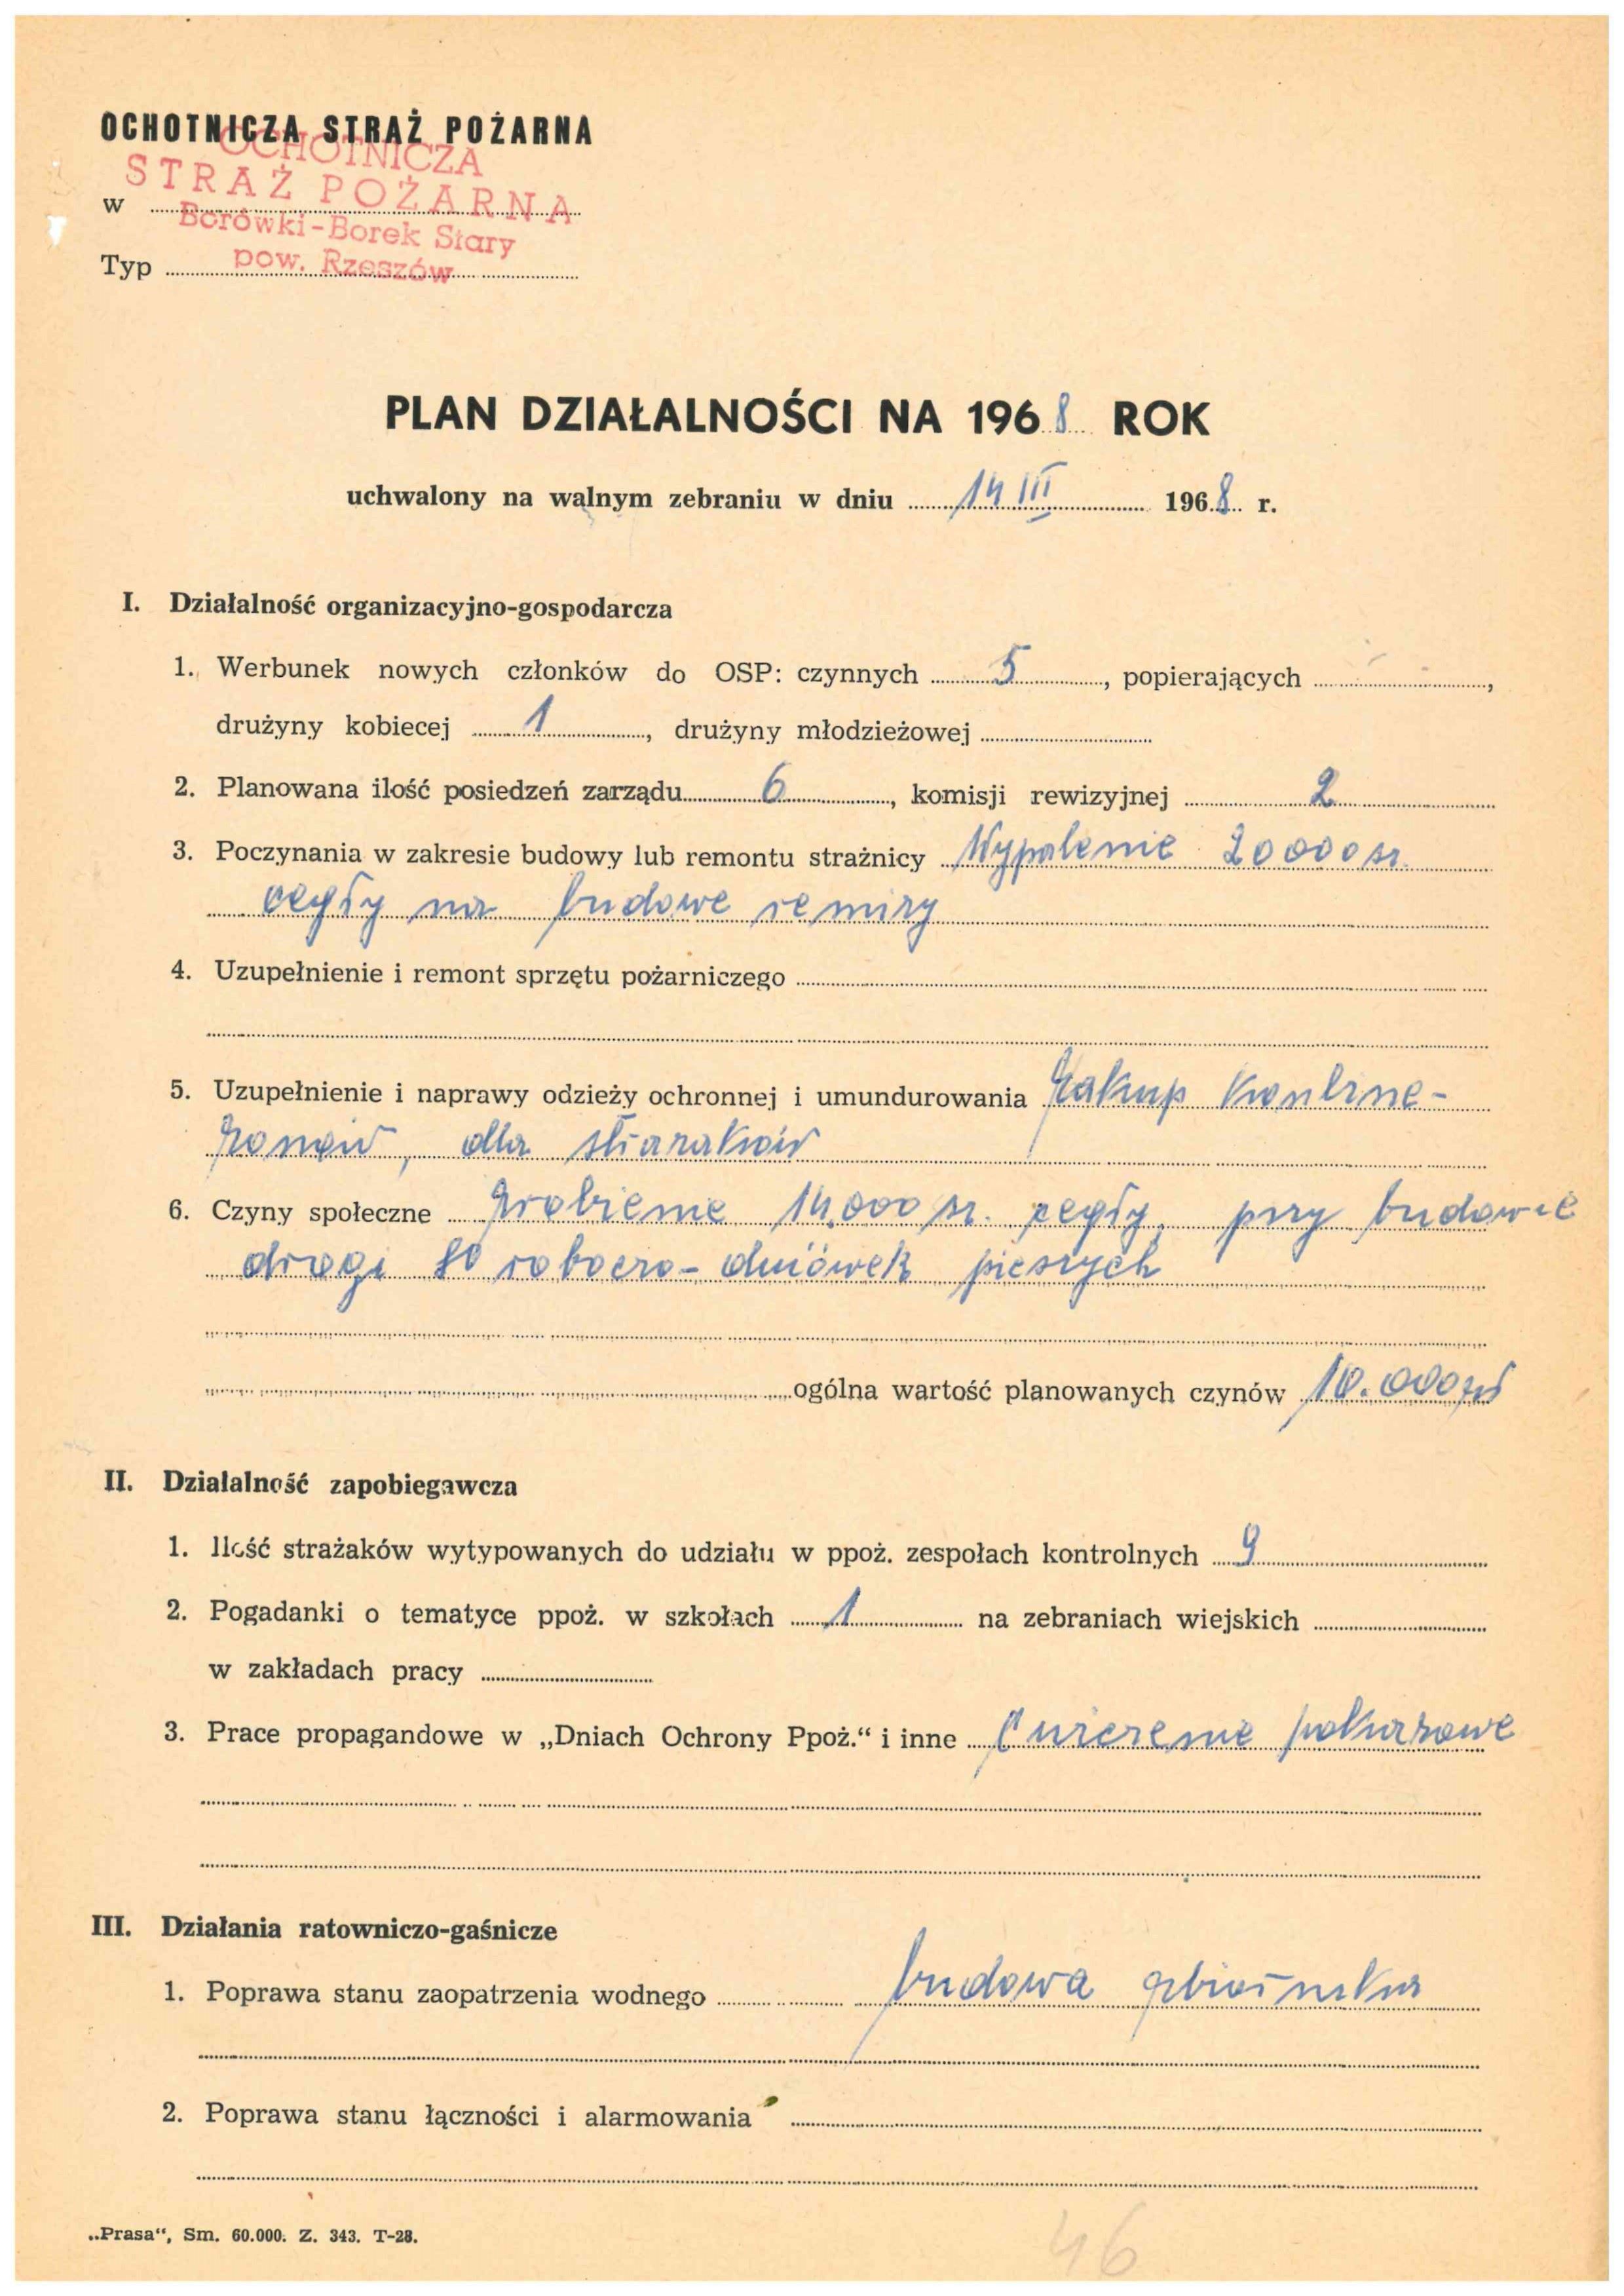 OCHOTNICZA STRAŻ POŻARNA
OCHOTNICZA
STRAŻ POŻARNA
w
Borówki-Borek Stary
Typ
pow. Rzeszów
PLAN DZIAŁALNOŚCI NA 1968 ROK
uchwalony na walnym zebraniu w dniu 14 III 1968 r.
I. Działalność organizacyjno-gospodarcza
1. Werbunek nowych członków do OSP: czynnych 5, popierających -,
drużyny kobiecej 1, drużyny młodzieżowej
2. Planowana ilość posiedzeń zarządu 6, komisji rewizyjnej 2
3. Poczynania w zakresie budowy lub remontu strażnicy Wypalenie 20000 sz.
cegły na budowe remizy
4. Uzupełnienie i remont sprzętu pożarniczego
5. Uzupełnienie i naprawy odzieży ochronnej i umundurowania Zakup
dla
6. Czyny społeczne Zrobienie 14.000 sz. cegły, przy budowie
drogi 80 roboczo-dniówek pieszych
ogólna wartość planowanych czynów 10.000 zł
II. Działalność zapobiegawcza
1. Ilość strażaków wytypowanych do udziału w ppoż. zespołach kontrolnych 9
2. Pogadanki o tematyce ppoż. w szkołach 1 na zebraniach wiejskich
w zakładach pracy
3. Prace propagandowe w „Dniach Ochrony Ppoż.“ i inne Cwiczenie pokazowe
III. Działania ratowniczo-gaśnicze
1. Poprawa stanu zaopatrzenia wodnego budowa zbiornika
2. Poprawa stanu łączności i alarmowania
„Prasa“, Sm. 60.000. Z. 343. T-28.
46